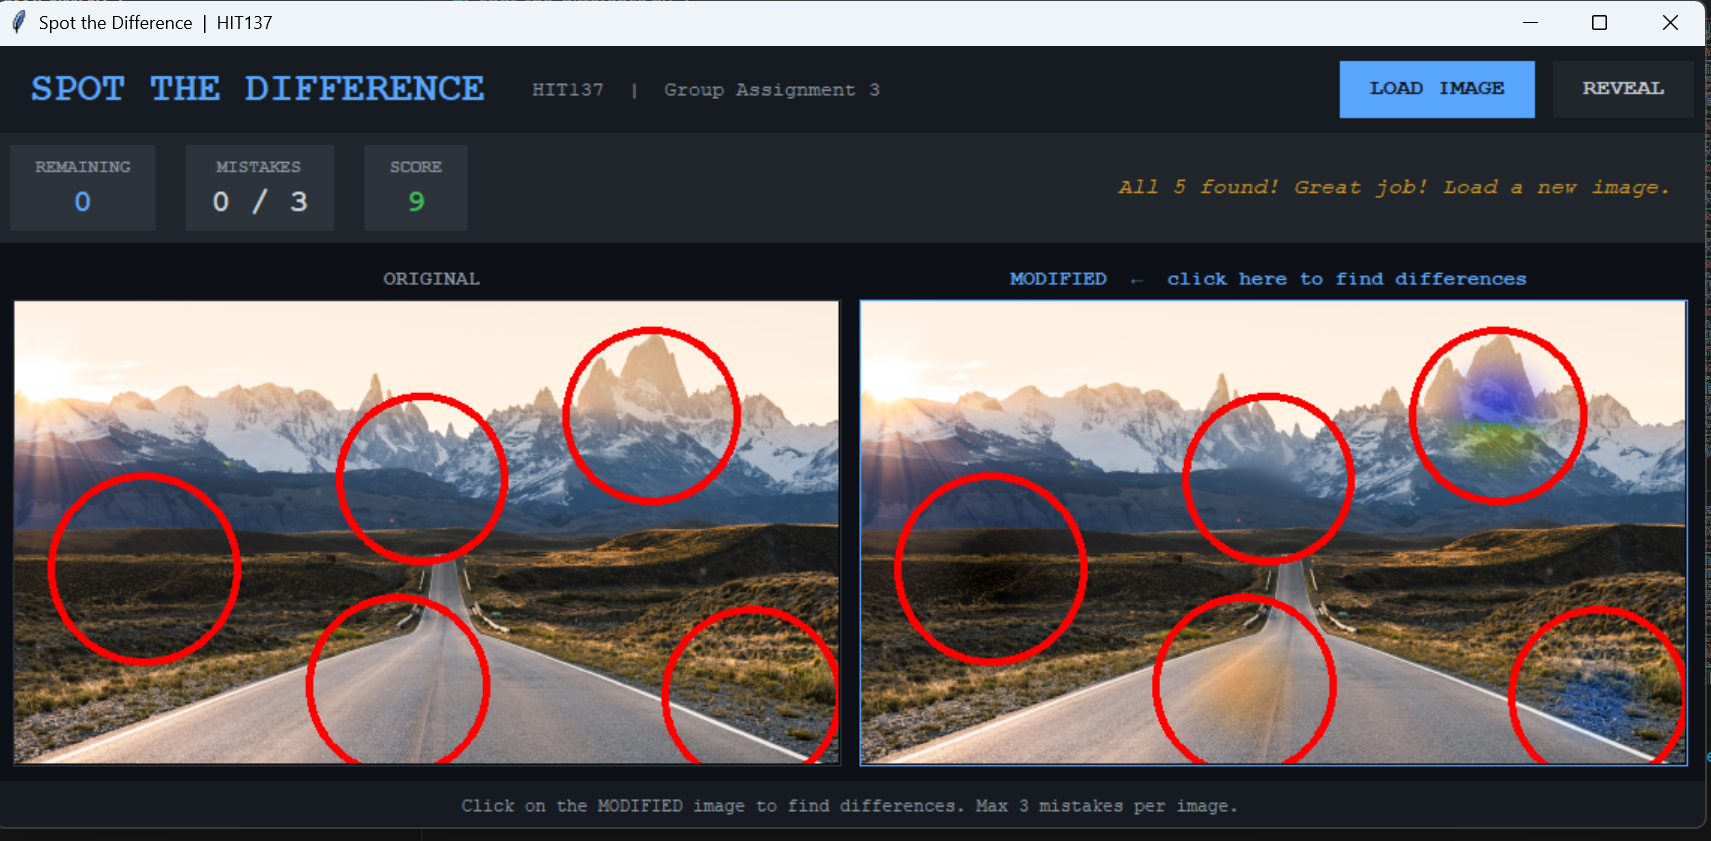 Spot the Difference | HIT137
SPOT THE DIFFERENCE
HIT137 | Group Assignment 3
LOAD IMAGE
REVEAL
REMAINING
0
MISTAKES
0 / 3
SCORE
9
All 5 found! Great job! Load a new image.
ORIGINAL
MODIFIED ← click here to find differences
Click on the MODIFIED image to find differences. Max 3 mistakes per image.